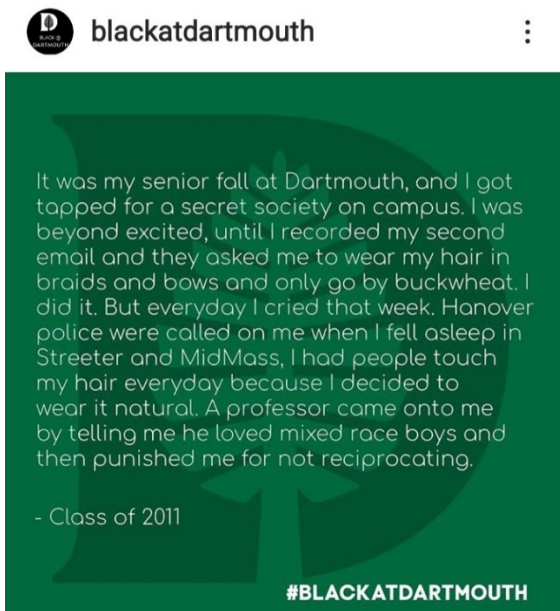 BLACK @
DARTMOUTH
blackatdartmouth
It was my senior fall at Dartmouth, and I got
tapped for a secret society on campus. I was
beyond excited, until I recorded my second
email and they asked me to wear my hair in
braids and bows and only go by buckwheat. I
did it. But everyday I cried that week. Hanover
police were called on me when I fell asleep in
Streeter and MidMass, I had people touch
my hair everyday because I decided to
wear it natural. A professor came onto me
by telling me he loved mixed race boys and
then punished me for not reciprocating.
- Class of 2011
#BLACKATDARTMOUTH